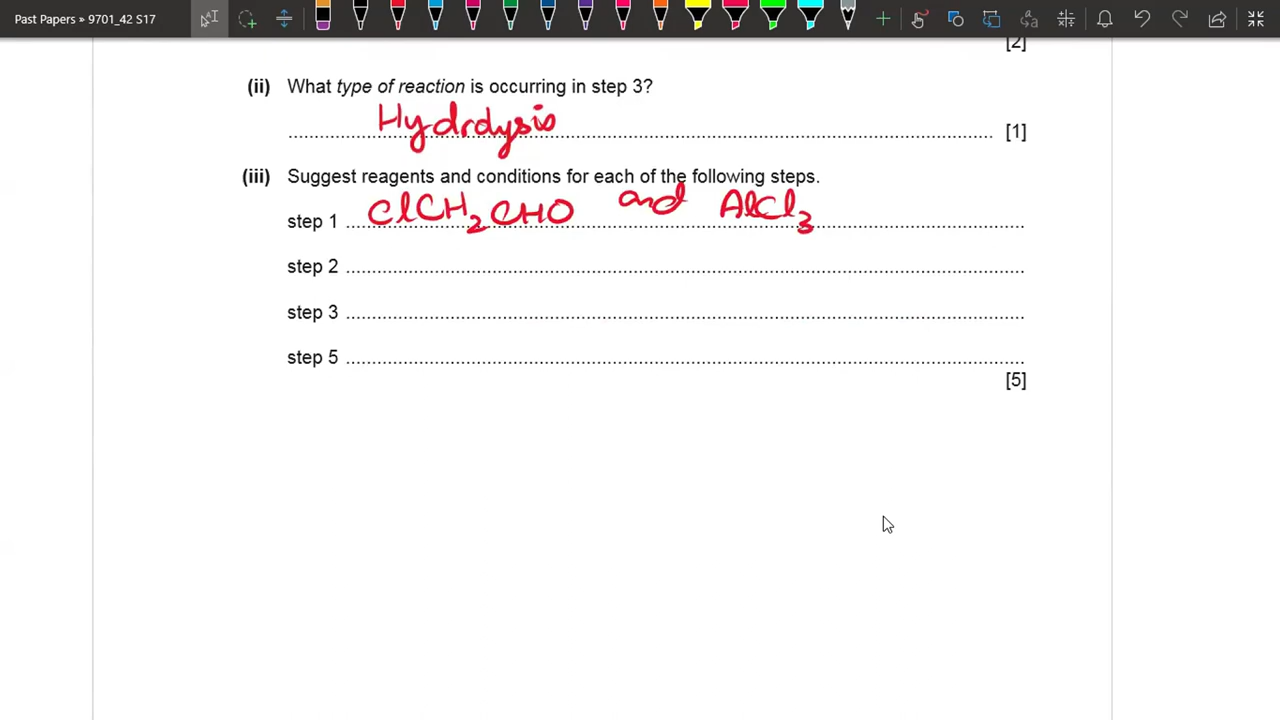 Past Papers » 9701_42 S17
[2]
(ii) What type of reaction is occurring in step 3?
Hydrolysis
[1]
(iii) Suggest reagents and conditions for each of the following steps.
step 1 ClCH2CHO and AlCl3
step 2
step 3
step 5
[5]